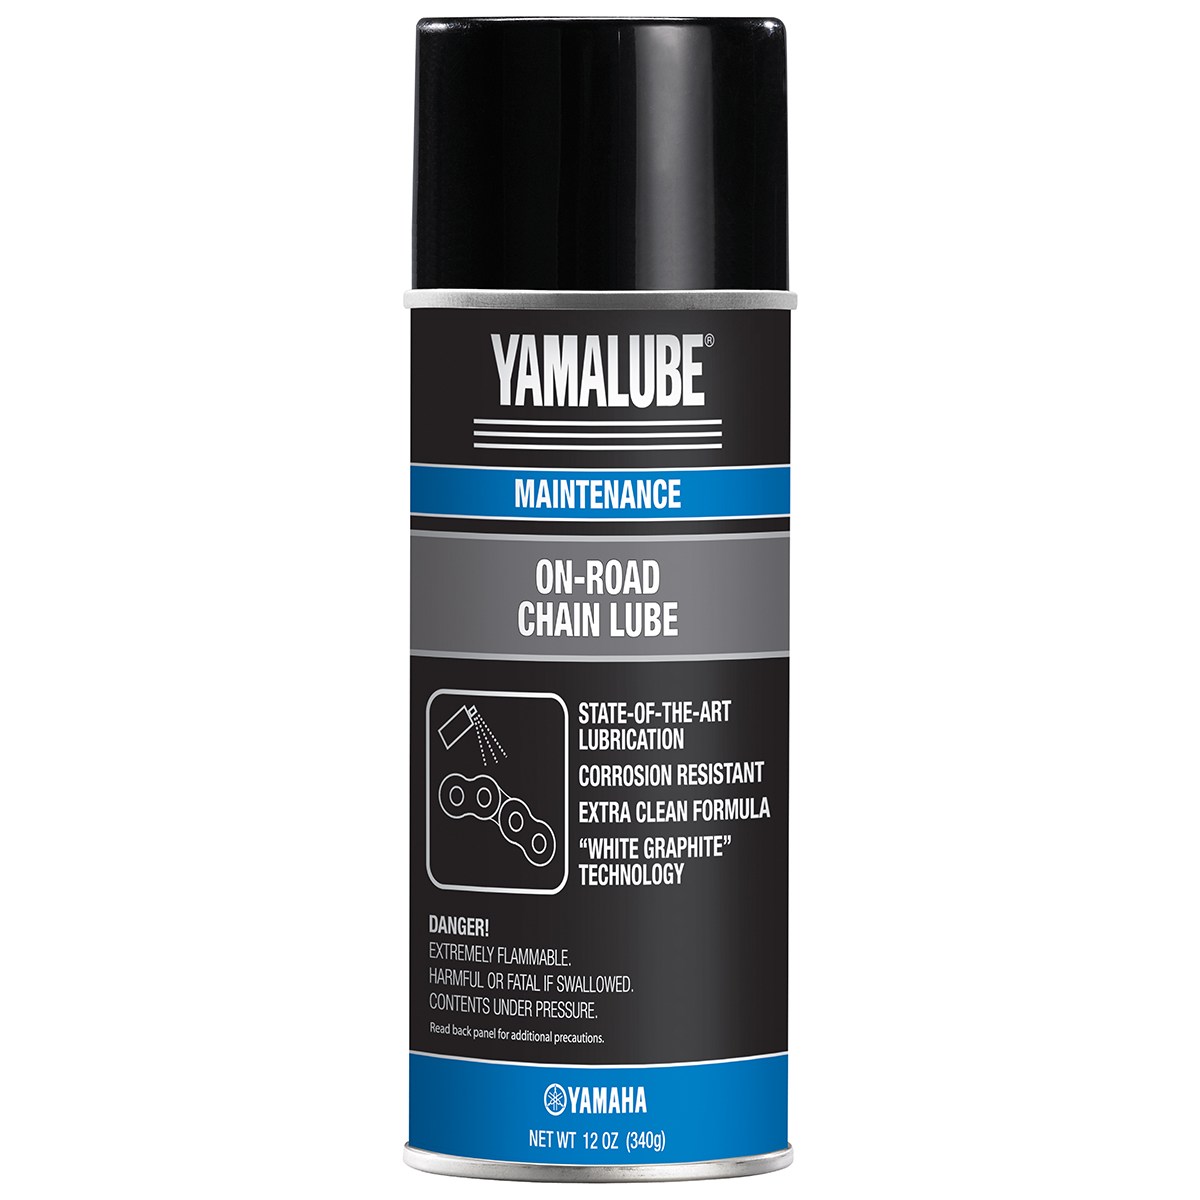 YAMALUBE®
MAINTENANCE
ON-ROAD
CHAIN LUBE
STATE-OF-THE-ART
LUBRICATION
CORROSION RESISTANT
EXTRA CLEAN FORMULA
“WHITE GRAPHITE”
TECHNOLOGY
DANGER!
EXTREMELY FLAMMABLE.
HARMFUL OR FATAL IF SWALLOWED.
CONTENTS UNDER PRESSURE.
Read back panel for additional precautions.
YAMAHA
NET WT 12 OZ (340g)